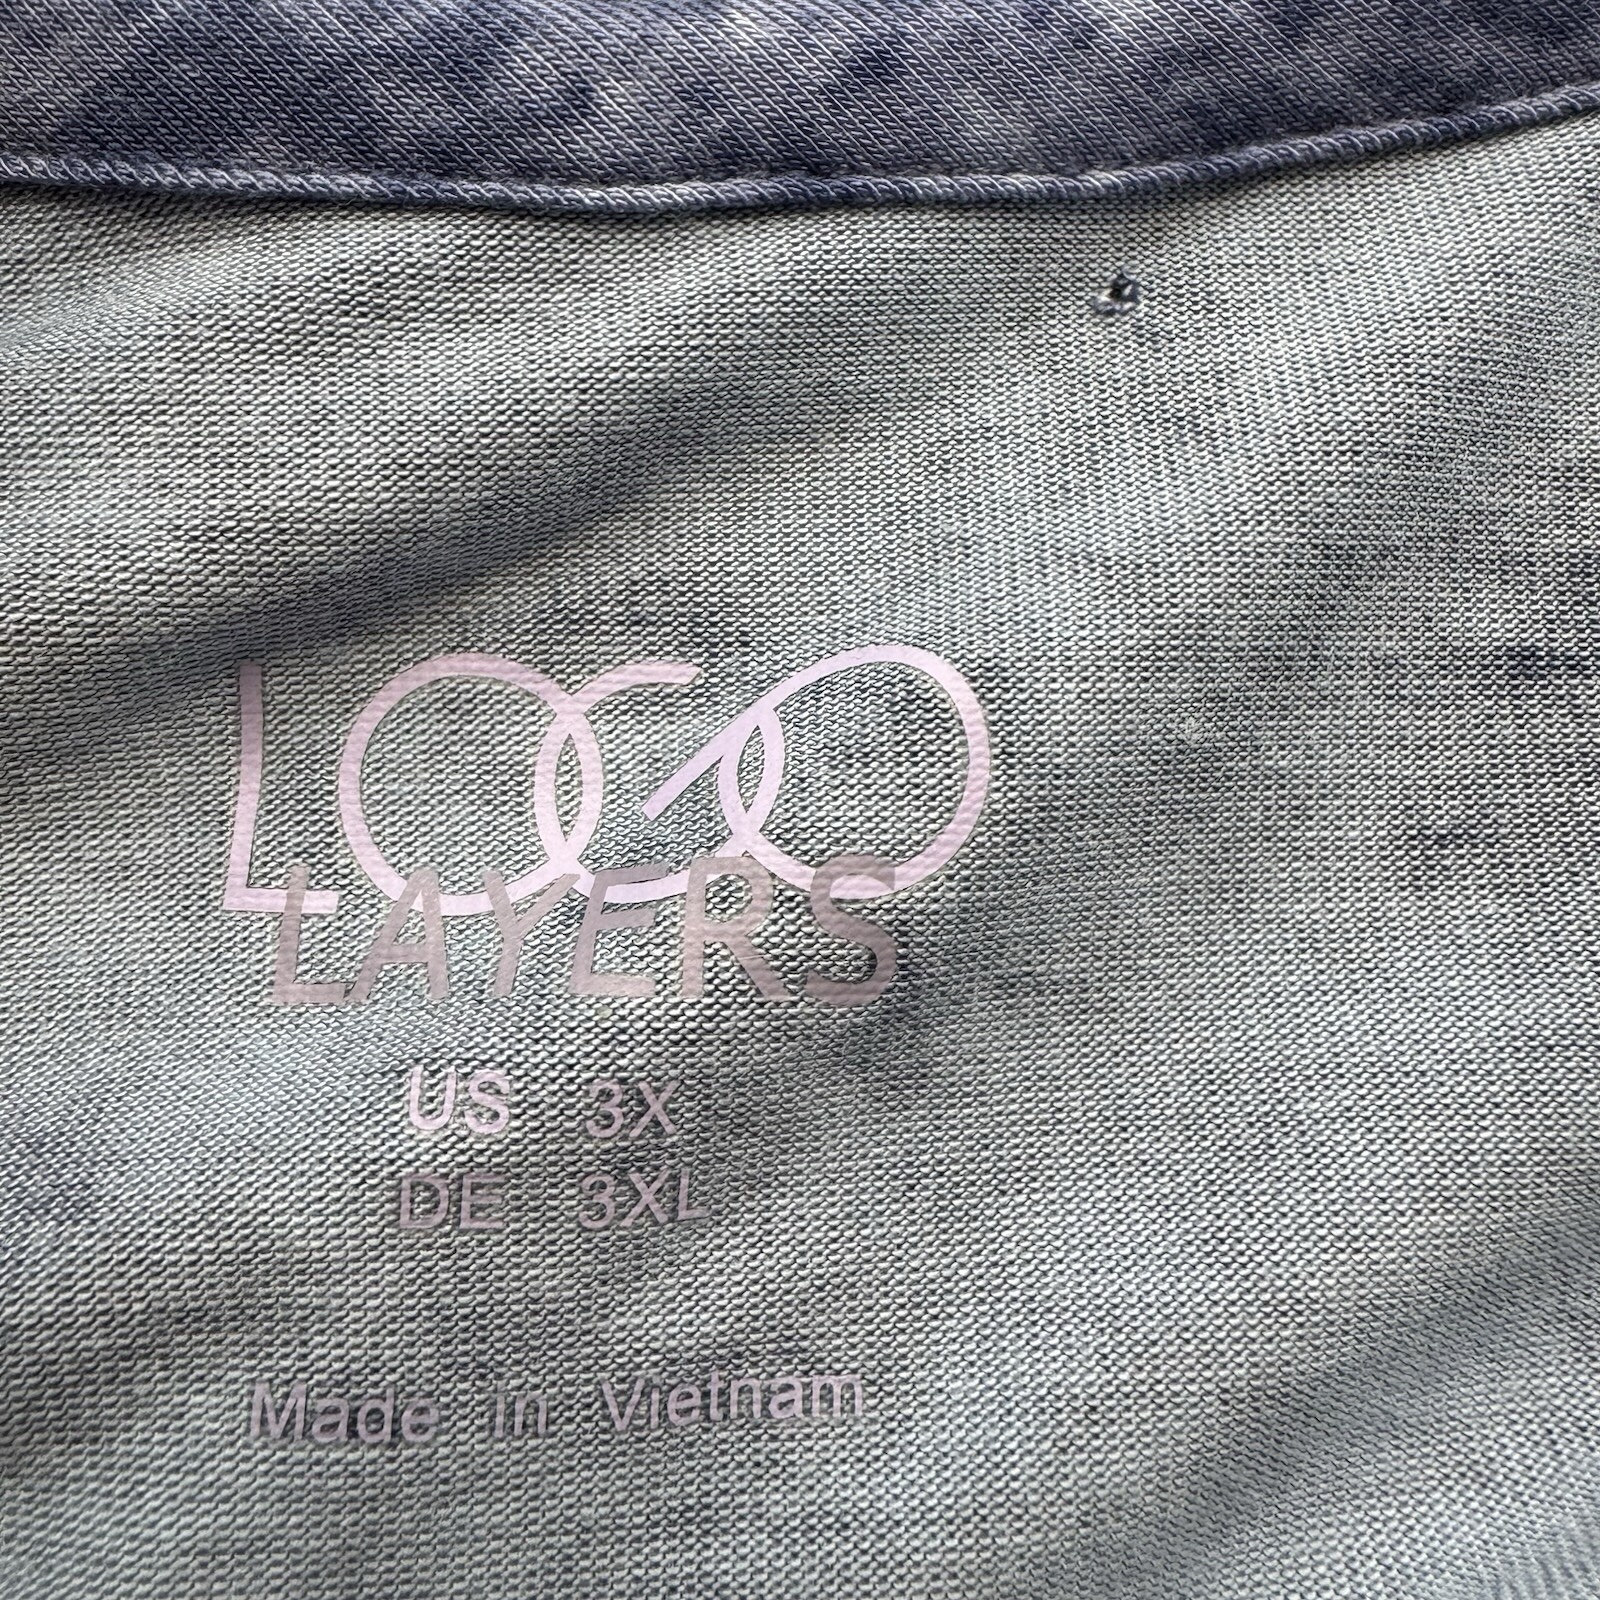 LOGO
LAYERS
US 3X
DE 3XL
Made in Vietnam